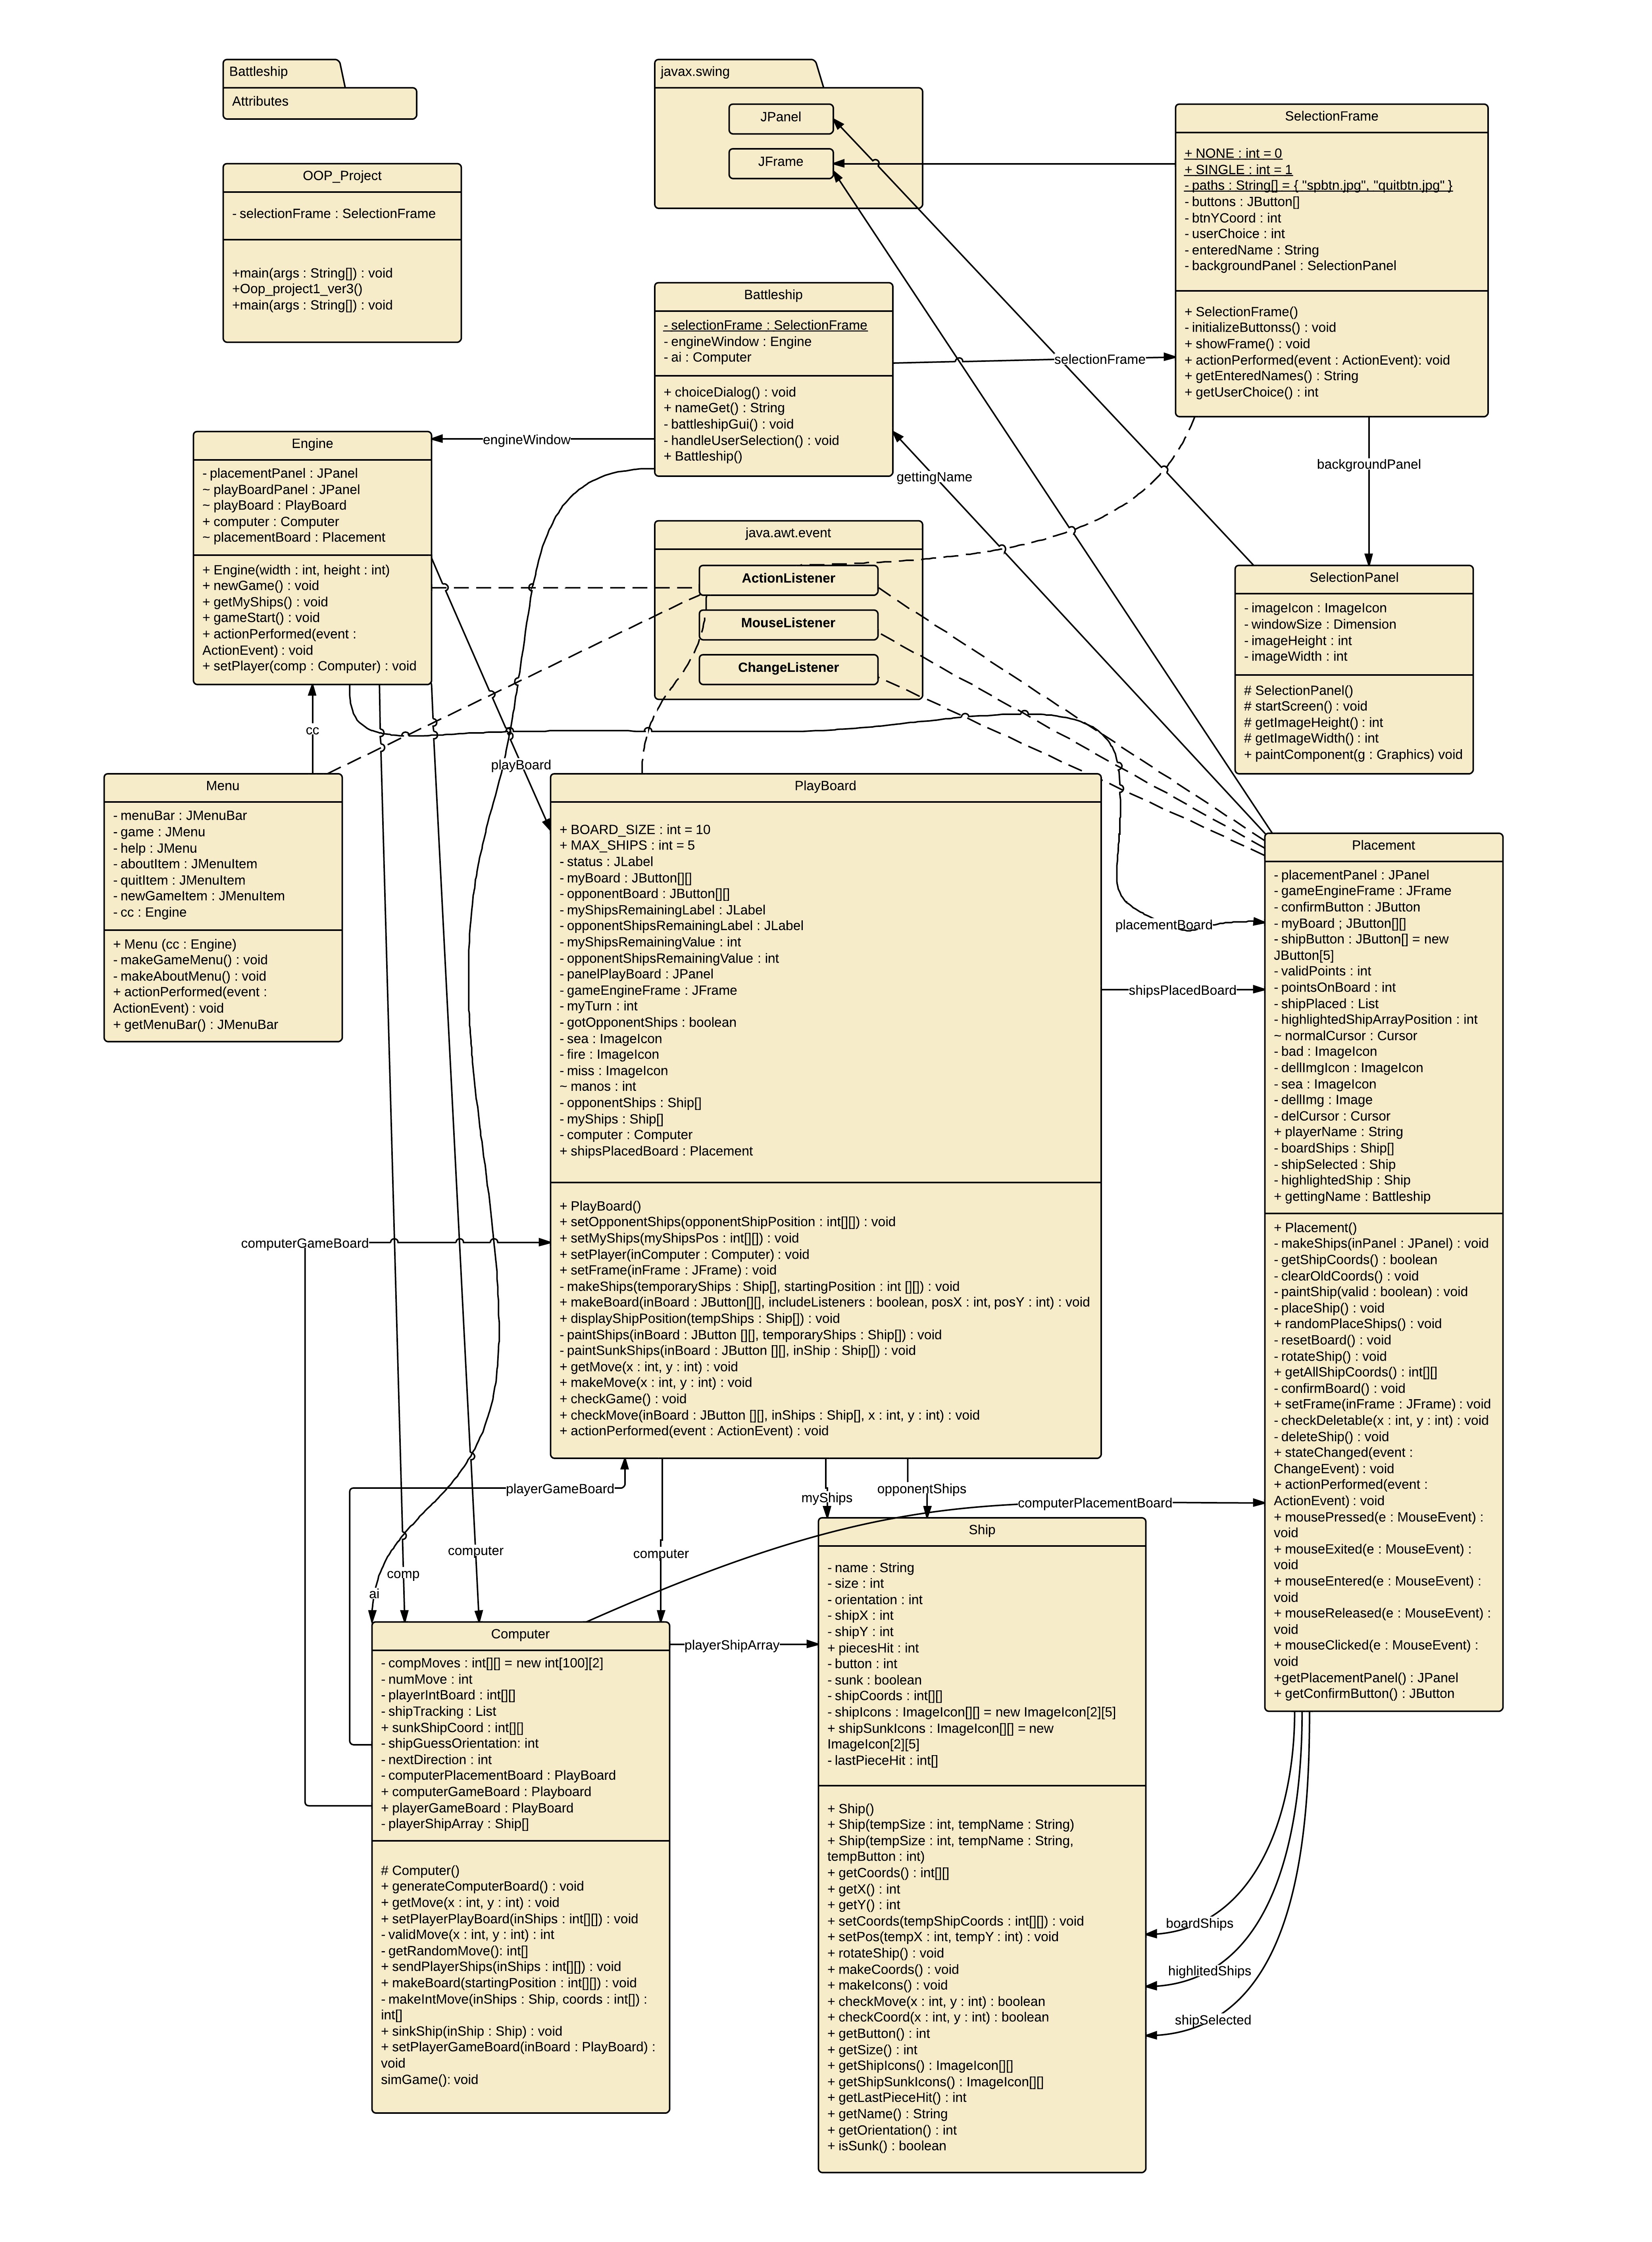 Battleship
Attributes
javax.swing
JPanel
JFrame
SelectionFrame
+ NONE : int = 0
+ SINGLE : int = 1
- paths : String[] = { "spbtn.jpg", "quitbtn.jpg" }
- buttons : JButton[]
- btnYCoord : int
- userChoice : int
- enteredName : String
- backgroundPanel : SelectionPanel
+ SelectionFrame()
- initializeButtonss() : void
+ showFrame() : void
+ actionPerformed(event : ActionEvent): void
+ getEnteredNames() : String
+ getUserChoice() : int
OOP_Project
- selectionFrame : SelectionFrame
+main(args : String[]) : void
+Oop_project1_ver3()
+main(args : String[]) : void
Battleship
- selectionFrame : SelectionFrame
- engineWindow : Engine
- ai : Computer
+ choiceDialog() : void
+ nameGet() : String
- battleshipGui() : void
- handleUserSelection() : void
+ Battleship()
selectionFrame
engineWindow
gettingName
backgroundPanel
Engine
- placementPanel : JPanel
~ playBoardPanel : JPanel
~ playBoard : PlayBoard
+ computer : Computer
~ placementBoard : Placement
+ Engine(width : int, height : int)
+ newGame() : void
+ getMyShips() : void
+ gameStart() : void
+ actionPerformed(event :
ActionEvent) : void
+ setPlayer(comp : Computer) : void
java.awt.event
ActionListener
MouseListener
ChangeListener
SelectionPanel
- imageIcon : ImageIcon
- windowSize : Dimension
- imageHeight : int
- imageWidth : int
# SelectionPanel()
# startScreen() : void
# getImageHeight() : int
# getImageWidth() : int
+ paintComponent(g : Graphics) void
cc
playBoard
Menu
- menuBar : JMenuBar
- game : JMenu
- help : JMenu
- aboutItem : JMenuItem
- quitItem : JMenuItem
- newGameItem : JMenuItem
- cc : Engine
+ Menu (cc : Engine)
- makeGameMenu() : void
- makeAboutMenu() : void
+ actionPerformed(event :
ActionEvent) : void
+ getMenuBar() : JMenuBar
PlayBoard
+ BOARD_SIZE : int = 10
+ MAX_SHIPS : int = 5
- status : JLabel
- myBoard : JButton[][]
- opponentBoard : JButton[][]
- myShipsRemainingLabel : JLabel
- opponentShipsRemainingLabel : JLabel
- myShipsRemainingValue : int
- opponentShipsRemainingValue : int
- panelPlayBoard : JPanel
- gameEngineFrame : JFrame
- myTurn : int
- gotOpponentShips : boolean
- sea : ImageIcon
- fire : ImageIcon
- miss : ImageIcon
~ manos : int
- opponentShips : Ship[]
- myShips : Ship[]
- computer : Computer
+ shipsPlacedBoard : Placement
+ PlayBoard()
+ setOpponentShips(opponentShipPosition : int[][]) : void
+ setMyShips(myShipsPos : int[][]) : void
+ setPlayer(inComputer : Computer) : void
+ setFrame(inFrame : JFrame) : void
- makeShips(temporaryShips : Ship[], startingPosition : int [][]) : void
+ makeBoard(inBoard : JButton[][], includeListeners : boolean, posX : int, posY : int) : void
+ displayShipPosition(tempShips : Ship[]) : void
- paintShips(inBoard : JButton [][], temporaryShips : Ship[]) : void
- paintSunkShips(inBoard : JButton [][], inShip : Ship[]) : void
+ getMove(x : int, y : int) : void
+ makeMove(x : int, y : int) : void
+ checkGame() : void
+ checkMove(inBoard : JButton [][], inShips : Ship[], x : int, y : int) : void
+ actionPerformed(event : ActionEvent) : void
placementBoard
shipsPlacedBoard
Placement
- placementPanel : JPanel
- gameEngineFrame : JFrame
- confirmButton : JButton
- myBoard ; JButton[][]
- shipButton : JButton[] = new
JButton[5]
- validPoints : int
- pointsOnBoard : int
- shipPlaced : List
- highlightedShipArrayPosition : int
~ normalCursor : Cursor
- bad : ImageIcon
- dellImgIcon : ImageIcon
- sea : ImageIcon
- dellImg : Image
- delCursor : Cursor
+ playerName : String
- boardShips : Ship[]
- shipSelected : Ship
- highlightedShip : Ship
+ gettingName : Battleship
+ Placement()
- makeShips(inPanel : JPanel) : void
- getShipCoords() : boolean
- clearOldCoords() : void
- paintShip(valid : boolean) : void
- placeShip() : void
+ randomPlaceShips() : void
- resetBoard() : void
- rotateShip() : void
+ getAllShipCoords() : int[][]
- confirmBoard() : void
+ setFrame(inFrame : JFrame) : void
- checkDeletable(x : int, y : int) : void
- deleteShip() : void
+ stateChanged(event :
ChangeEvent) : void
+ actionPerformed(event :
ActionEvent) : void
+ mousePressed(e : MouseEvent) :
void
+ mouseExited(e : MouseEvent) :
void
+ mouseEntered(e : MouseEvent) :
void
+ mouseReleased(e : MouseEvent) :
void
+ mouseClicked(e : MouseEvent) :
void
+getPlacementPanel() : JPanel
+ getConfirmButton() : JButton
computerGameBoard
playerGameBoard
myShips
opponentShips
computerPlacementBoard
computer
computer
comp
ai
Computer
- compMoves : int[][] = new int[100][2]
- numMove : int
- playerIntBoard : int[][]
- shipTracking : List
+ sunkShipCoord : int[][]
- shipGuessOrientation: int
- nextDirection : int
- computerPlacementBoard : PlayBoard
+ computerGameBoard : Playboard
+ playerGameBoard : PlayBoard
- playerShipArray : Ship[]
# Computer()
+ generateComputerBoard() : void
+ getMove(x : int, y : int) : void
+ setPlayerPlayBoard(inShips : int[][]) : void
- validMove(x : int, y : int) : int
- getRandomMove(): int[]
+ sendPlayerShips(inShips : int[][]) : void
+ makeBoard(startingPosition : int[][]) : void
- makeIntMove(inShips : Ship, coords : int[]) :
int[]
+ sinkShip(inShip : Ship) : void
+ setPlayerGameBoard(inBoard : PlayBoard) :
void
simGame(): void
playerShipArray
Ship
- name : String
- size : int
- orientation : int
- shipX : int
- shipY : int
+ piecesHit : int
- button : int
- sunk : boolean
- shipCoords : int[][]
- shipIcons : ImageIcon[][] = new ImageIcon[2][5]
+ shipSunkIcons : ImageIcon[][] = new
ImageIcon[2][5]
- lastPieceHit : int[]
+ Ship()
+ Ship(tempSize : int, tempName : String)
+ Ship(tempSize : int, tempName : String,
tempButton : int)
+ getCoords() : int[][]
+ getX() : int
+ getY() : int
+ setCoords(tempShipCoords : int[][]) : void
+ setPos(tempX : int, tempY : int) : void
+ rotateShip() : void
+ makeCoords() : void
+ makeIcons() : void
+ checkMove(x : int, y : int) : boolean
+ checkCoord(x : int, y : int) : boolean
+ getButton() : int
+ getSize() : int
+ getShipIcons() : ImageIcon[][]
+ getShipSunkIcons() : ImageIcon[][]
+ getLastPieceHit() : int
+ getName() : String
+ getOrientation() : int
+ isSunk() : boolean
boardShips
highlitedShips
shipSelected